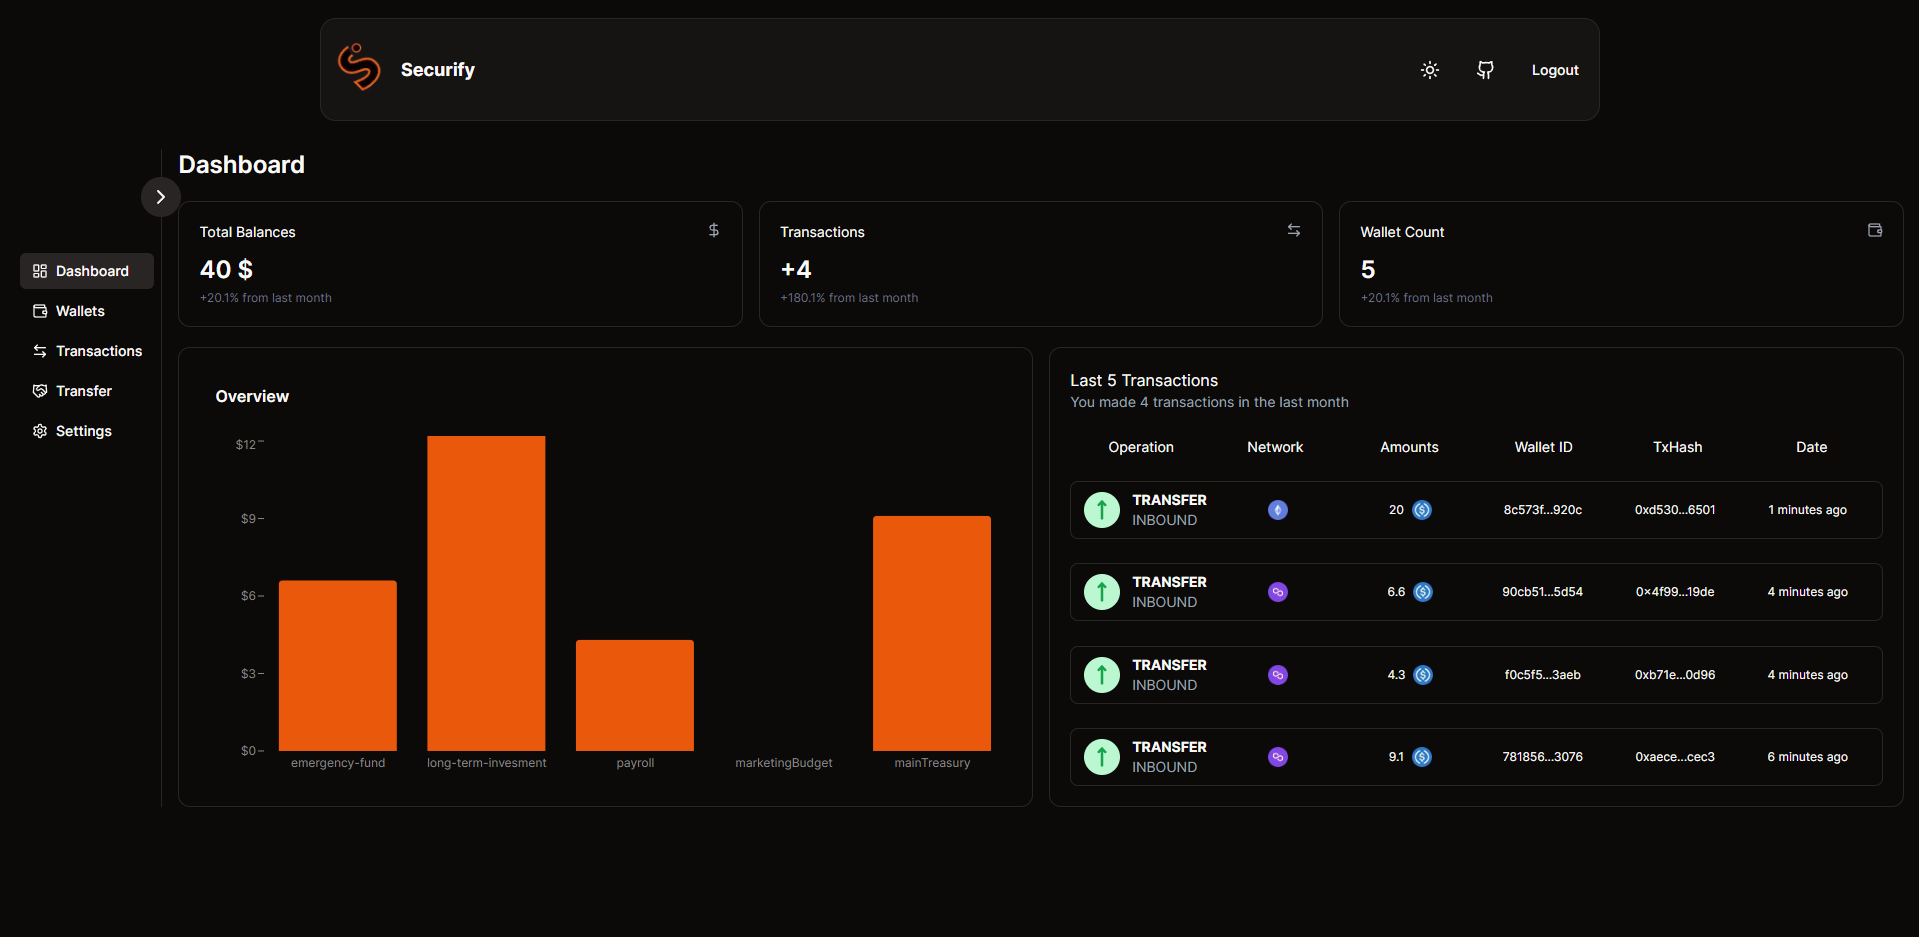 Securify
Logout
Dashboard
Dashboard
Wallets
Transactions
Transfer
Settings
Total Balances
40 $
+20.1% from last month
Transactions
+4
+180.1% from last month
Wallet Count
5
+20.1% from last month
Overview
$12
$9
$6
$3
$0
emergency-fund long-term-invesment payroll marketingBudget mainTreasury
Last 5 Transactions
You made 4 transactions in the last month
Operation Network Amounts Wallet ID TxHash Date
TRANSFER
INBOUND
20 8c573f...920c 0xd530...6501 1 minutes ago
TRANSFER
INBOUND
6.6 90cb51...5d54 0x4f99...19de 4 minutes ago
TRANSFER
INBOUND
4.3 f0c5f5...3aeb 0xb71e...0d96 4 minutes ago
TRANSFER
INBOUND
9.1 781856...3076 0xaece...cec3 6 minutes ago